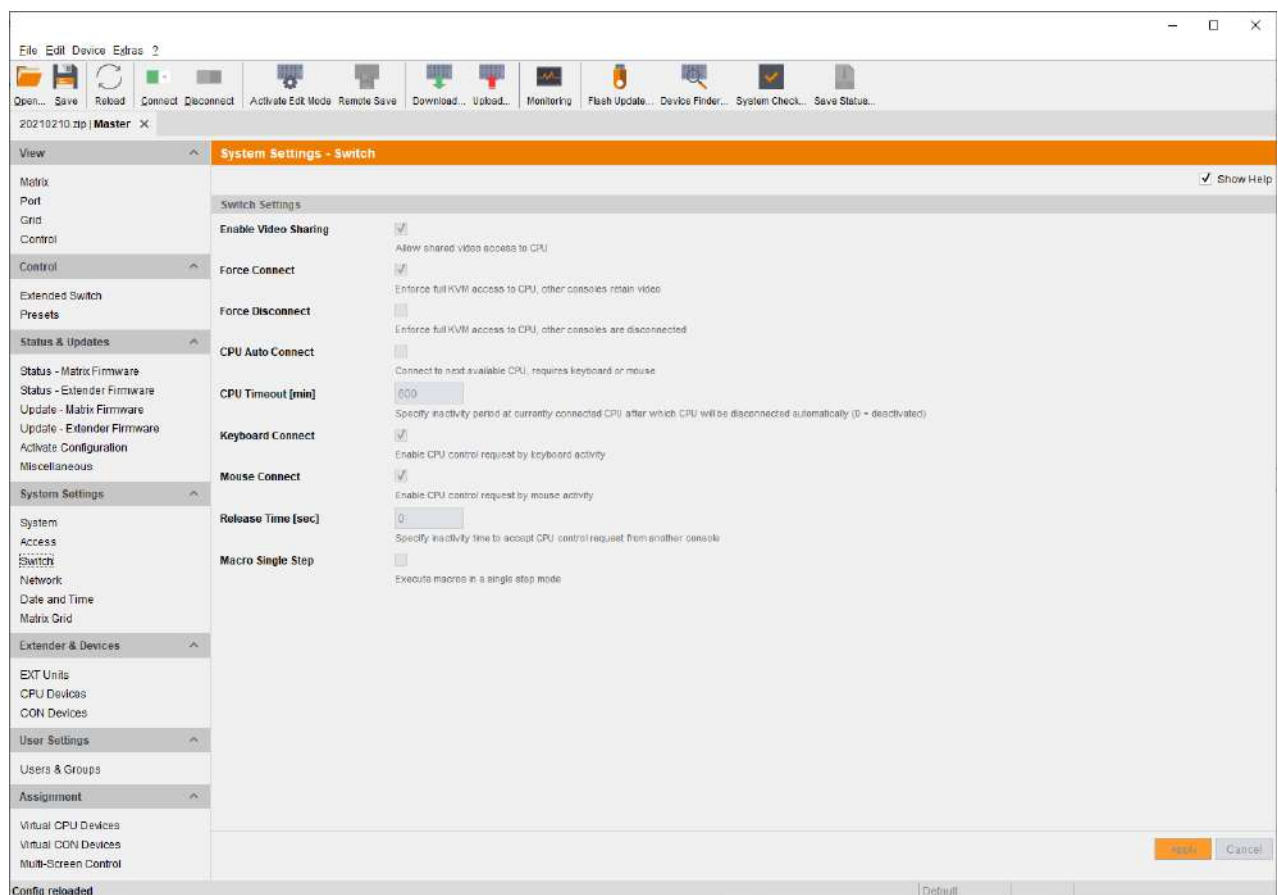 File Edit Device Extras ?
Open... Save Reload Connect Disconnect Activate Edit Mode Remote Save Download... Upload... Monitoring Flash Update... Device Finder... System Check... Save Status...
20210210.zip | Master
View
Matrix
Port
Grid
Control
Control
Extended Switch
Presets
Status & Updates
Status - Matrix Firmware
Status - Extender Firmware
Update - Matrix Firmware
Update - Extender Firmware
Activate Configuration
Miscellaneous
System Settings
System
Access
Switch
Network
Date and Time
Matrix Grid
Extender & Devices
EXT Units
CPU Devices
CON Devices
User Settings
Users & Groups
Assignment
Virtual CPU Devices
Virtual CON Devices
Multi-Screen Control
System Settings - Switch
Show Help
Switch Settings
Enable Video Sharing
Allow shared video access to CPU
Force Connect
Enforce full KVM access to CPU, other consoles retain video
Force Disconnect
Enforce full KVM access to CPU, other consoles are disconnected
CPU Auto Connect
Connect to next available CPU, requires keyboard or mouse
CPU Timeout [min]
600
Specify inactivity period at currently connected CPU after which CPU will be disconnected automatically (0 = deactivated)
Keyboard Connect
Enable CPU control request by keyboard activity
Mouse Connect
Enable CPU control request by mouse activity
Release Time [sec]
0
Specify inactivity time to accept CPU control request from another console
Macro Single Step
Execute macros in a single step mode
Apply Cancel
Config reloaded
Default